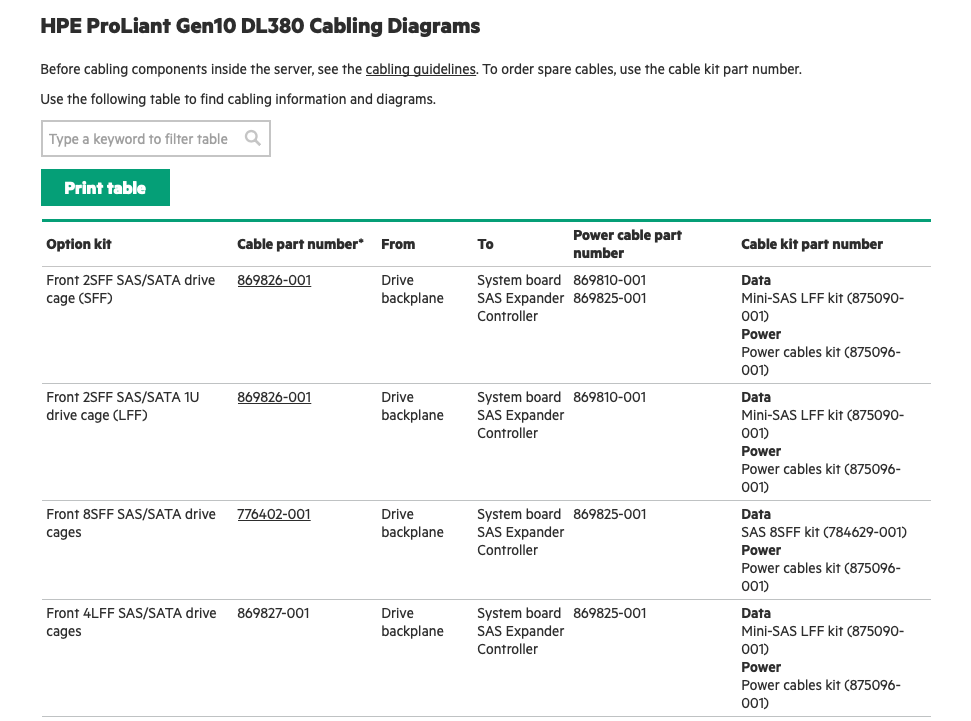 HPE ProLiant Gen10 DL380 Cabling Diagrams
Before cabling components inside the server, see the cabling guidelines. To order spare cables, use the cable kit part number.
Use the following table to find cabling information and diagrams.
Type a keyword to filter table
Print table
Option kit
Cable part number*
From
To
Power cable part
number
Cable kit part number
Front 2SFF SAS/SATA drive
cage (SFF)
869826-001
Drive
backplane
System board
SAS Expander
Controller
869810-001
869825-001
Data
Mini-SAS LFF kit (875090-
001)
Power
Power cables kit (875096-
001)
Front 2SFF SAS/SATA 1U
drive cage (LFF)
869826-001
Drive
backplane
System board
SAS Expander
Controller
869810-001
Data
Mini-SAS LFF kit (875090-
001)
Power
Power cables kit (875096-
001)
Front 8SFF SAS/SATA drive
cages
776402-001
Drive
backplane
System board
SAS Expander
Controller
869825-001
Data
SAS 8SFF kit (784629-001)
Power
Power cables kit (875096-
001)
Front 4LFF SAS/SATA drive
cages
869827-001
Drive
backplane
System board
SAS Expander
Controller
869825-001
Data
Mini-SAS LFF kit (875090-
001)
Power
Power cables kit (875096-
001)